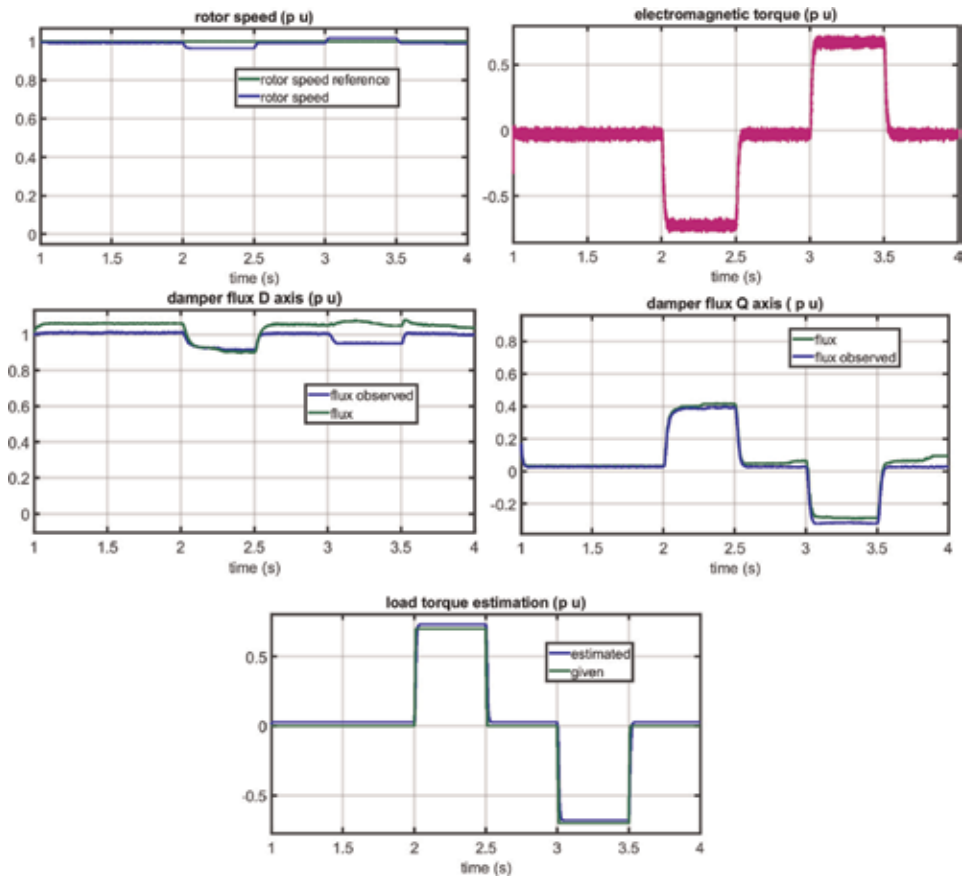 rotor speed (p u)
1
0.8
0.6
0.4
0.2
0
rotor speed reference
rotor speed
1 1.5 2 2.5 3 3.5 4
time (s)
electromagnetic torque (p u)
0.5
0
-0.5
1 1.5 2 2.5 3 3.5 4
time (s)
damper flux D axis (p u)
1
0.8
0.6
0.4
0.2
0
flux observed
flux
1 1.5 2 2.5 3 3.5 4
time (s)
damper flux Q axis ( p u)
0.8
0.6
0.4
0.2
0
-0.2
flux
flux observed
1 1.5 2 2.5 3 3.5 4
time (s)
load torque estimation (p u)
0.5
0
-0.5
estimated
given
1 1.5 2 2.5 3 3.5 4
time (s)